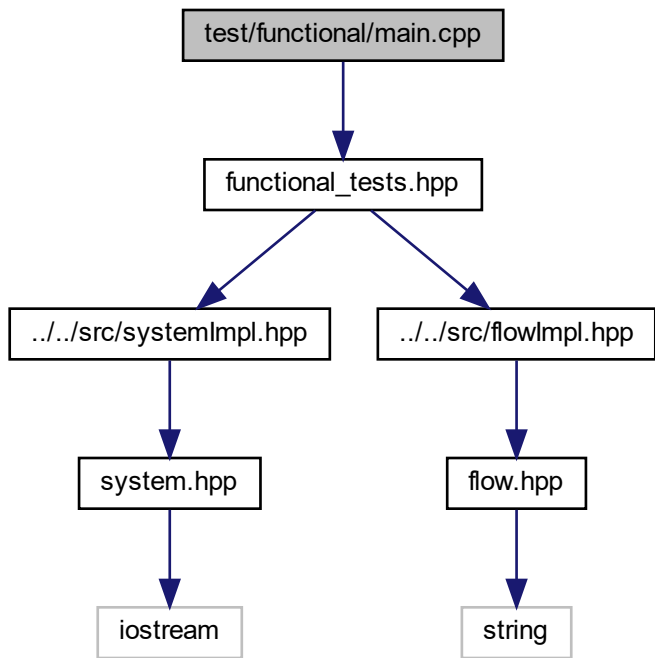 test/functional/main.cpp
functional_tests.hpp
../../src/systemImpl.hpp
../../src/flowImpl.hpp
system.hpp
flow.hpp
iostream
string